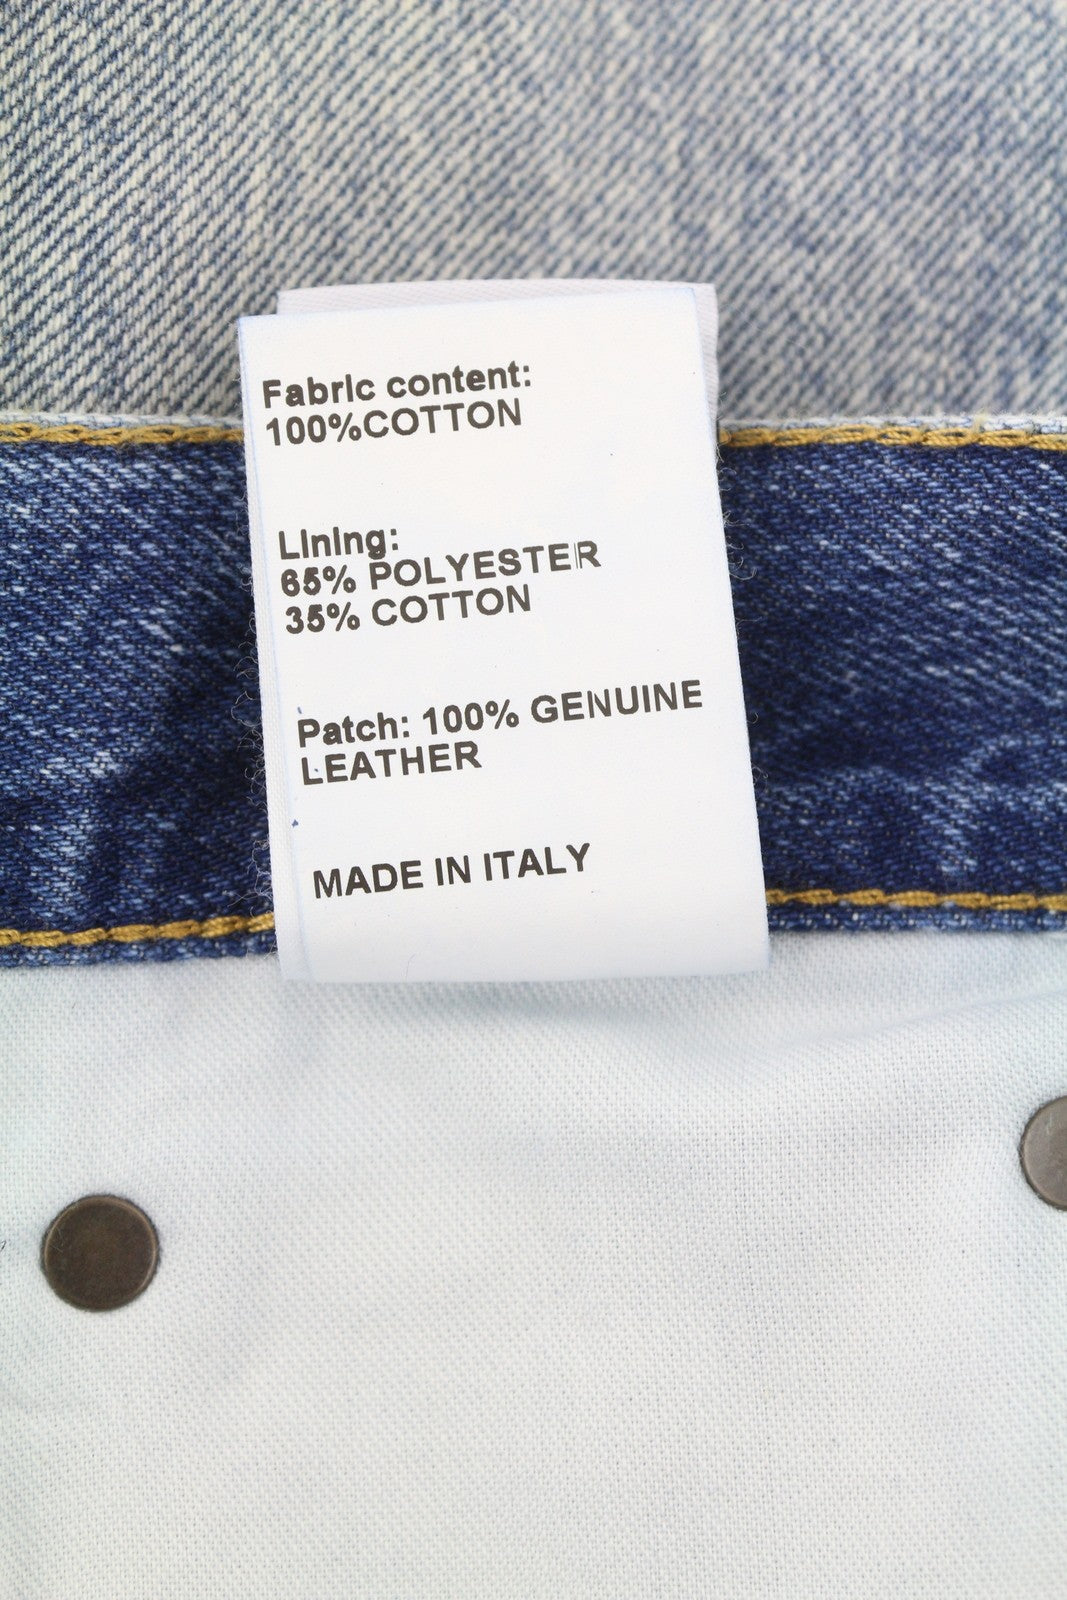 Fabric content:
100%COTTON
Lining:
65% POLYESTER
35% COTTON
Patch: 100% GENUINE
LEATHER
MADE IN ITALY